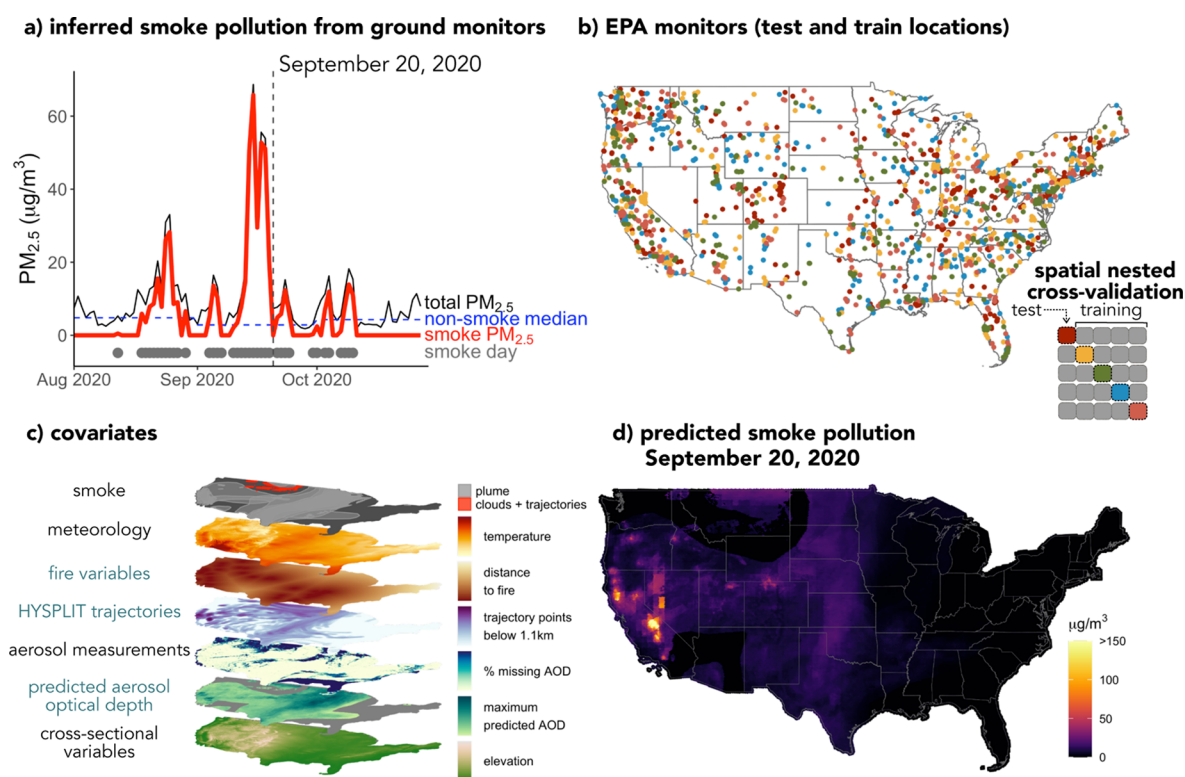 a) inferred smoke pollution from ground monitors
September 20, 2020
PM2.5 (µg/m3)
60
40
20
0
total PM2.5
non-smoke median
smoke PM2.5
smoke day
Aug 2020
Sep 2020
Oct 2020
b) EPA monitors (test and train locations)
spatial nested
cross-validation
test
training
c) covariates
smoke
meteorology
fire variables
HYSPLIT trajectories
aerosol measurements
predicted aerosol
optical depth
cross-sectional
variables
plume
clouds + trajectories
temperature
distance
to fire
trajectory points
below 1.1km
% missing AOD
maximum
predicted AOD
elevation
d) predicted smoke pollution
September 20, 2020
µg/m3
>150
100
50
0